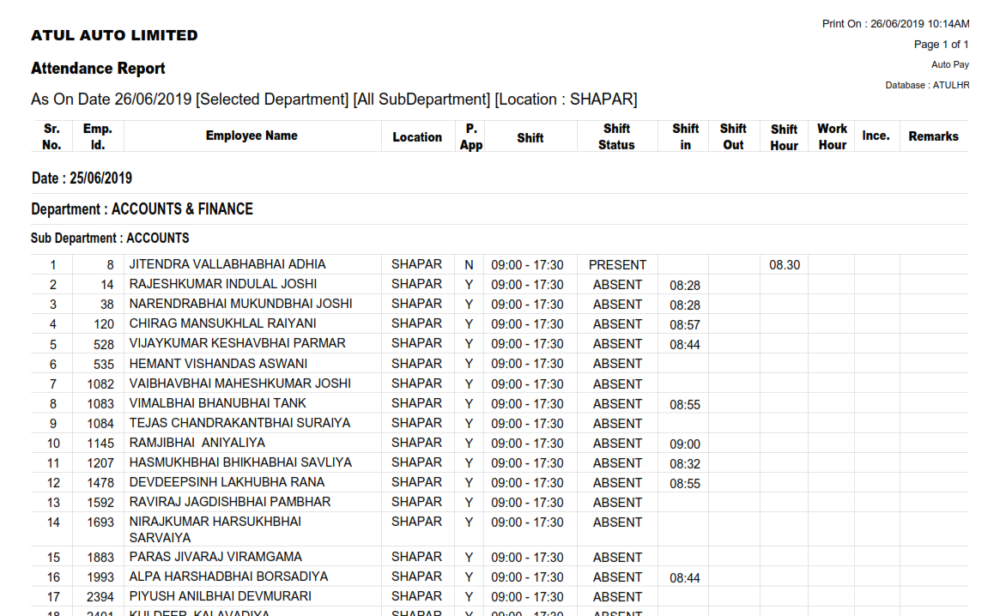 Print On : 26/06/2019 10:14AM
ATUL AUTO LIMITED
Page 1 of 1
Attendance Report
Auto Pay
Database : ATULHR
As On Date 26/06/2019 [Selected Department] [All SubDepartment] [Location : SHAPAR]
Sr. No. Emp. Id. Employee Name Location P. App Shift Shift Status Shift in Shift Out Shift Hour Work Hour Ince. Remarks
Date : 25/06/2019
Department : ACCOUNTS & FINANCE
Sub Department : ACCOUNTS
1 8 JITENDRA VALLABHABHAI ADHIA SHAPAR N 09:00 - 17:30 PRESENT 08.30
2 14 RAJESHKUMAR INDULAL JOSHI SHAPAR Y 09:00 - 17:30 ABSENT 08:28
3 38 NARENDRABHAI MUKUNDBHAI JOSHI SHAPAR Y 09:00 - 17:30 ABSENT 08:28
4 120 CHIRAG MANSUKHLAL RAIYANI SHAPAR Y 09:00 - 17:30 ABSENT 08:57
5 528 VIJAYKUMAR KESHAVBHAI PARMAR SHAPAR Y 09:00 - 17:30 ABSENT 08:44
6 535 HEMANT VISHANDAS ASWANI SHAPAR Y 09:00 - 17:30 ABSENT
7 1082 VAIBHAVBHAI MAHESHKUMAR JOSHI SHAPAR Y 09:00 - 17:30 ABSENT
8 1083 VIMALBHAI BHANUBHAI TANK SHAPAR Y 09:00 - 17:30 ABSENT 08:55
9 1084 TEJAS CHANDRAKANTBHAI SURAIYA SHAPAR Y 09:00 - 17:30 ABSENT
10 1145 RAMJIBHAI  ANIYALIYA SHAPAR Y 09:00 - 17:30 ABSENT 09:00
11 1207 HASMUKHBHAI BHIKHABHAI SAVLIYA SHAPAR Y 09:00 - 17:30 ABSENT 08:32
12 1478 DEVDEEPSINH LAKHUBHA RANA SHAPAR Y 09:00 - 17:30 ABSENT 08:55
13 1592 RAVIRAJ JAGDISHBHAI PAMBHAR SHAPAR Y 09:00 - 17:30 ABSENT
14 1693 NIRAJKUMAR HARSUKHBHAI SHAPAR Y 09:00 - 17:30 ABSENT
SARVAIYA
15 1883 PARAS JIVARAJ VIRAMGAMA SHAPAR Y 09:00 - 17:30 ABSENT
16 1993 ALPA HARSHADBHAI BORSADIYA SHAPAR Y 09:00 - 17:30 ABSENT 08:44
17 2394 PIYUSH ANILBHAI DEVMURARI SHAPAR Y 09:00 - 17:30 ABSENT
18 2401 KULDEEP  KALAVADIYA SHAPAR Y 09:00 - 17:30 ABSENT